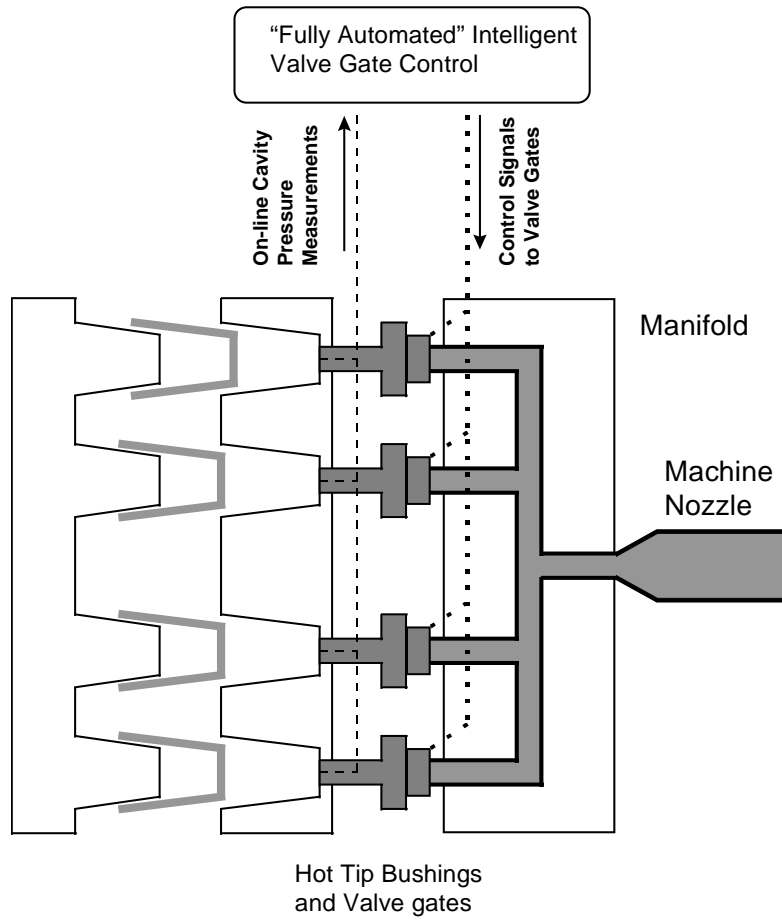 “Fully Automated” Intelligent
Valve Gate Control
On-line Cavity
Pressure
Measurements
Control Signals
to Valve Gates
Manifold
Machine
Nozzle
Hot Tip Bushings
and Valve gates